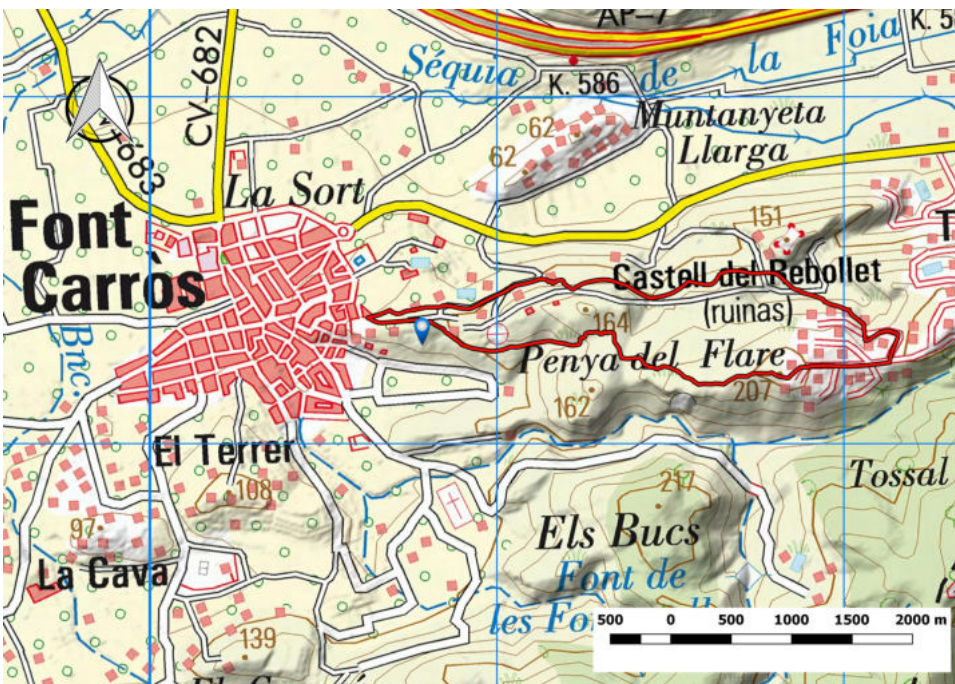 AP-7
K. 5
Séquia de la Foia
K. 586
CV-682
62
Muntanyeta
Llarga
62
683
La Sort
Font
Carròs
151
Castell del Rebollet
(ruinas)
164
Penya del Flare
207
162
Brc.
El Terrer
108
217
Tossal
97
Els Bucs
La Cava
Font de
les Fo
139
500 0 500 1000 1500 2000 m